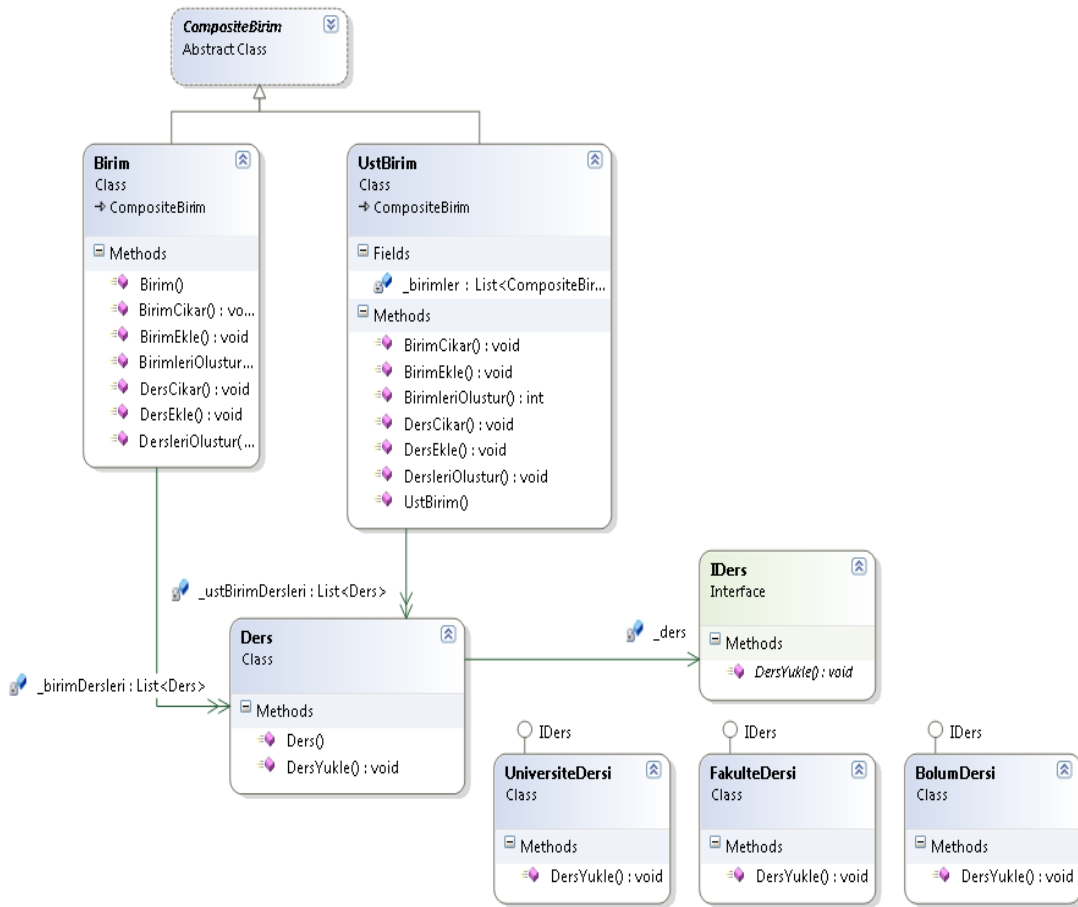 CompositeBirim
Abstract Class
Birim
Class
CompositeBirim
Methods
Birim()
BirimCikar() : vo...
BirimEkle() : void
BirimleriOlustur...
DersCikar() : void
DersEkle() : void
DersleriOlustur(...
UstBirim
Class
CompositeBirim
Fields
_birimler : List<CompositeBir...
Methods
BirimCikar() : void
BirimEkle() : void
BirimleriOlustur() : int
DersCikar() : void
DersEkle() : void
DersleriOlustur() : void
UstBirim()
_ustBirimDersleri : List<Ders>
_birimDersleri : List<Ders>
Ders
Class
Methods
Ders()
DersYukle() : void
_ders
IDers
Interface
Methods
DersYukle() : void
IDers
UniversiteDersi
Class
Methods
DersYukle() : void
IDers
FakulteDersi
Class
Methods
DersYukle() : void
IDers
BolumDersi
Class
Methods
DersYukle() : void